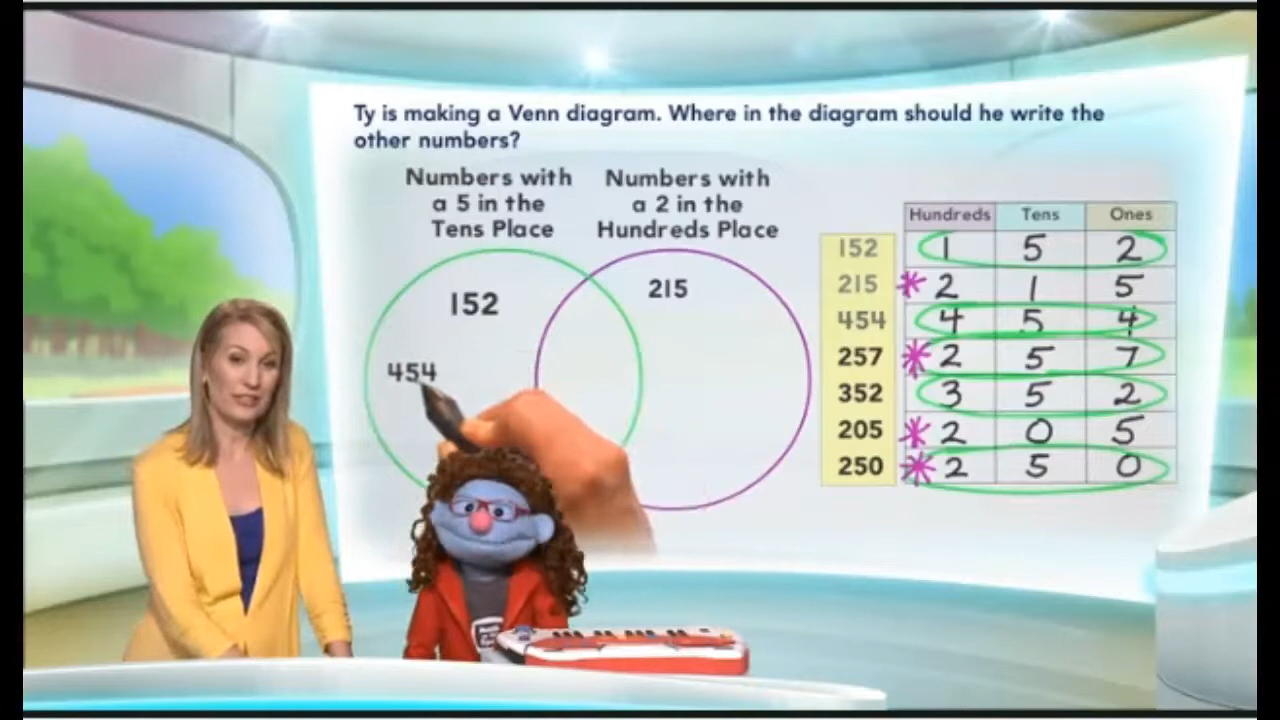 Ty is making a Venn diagram. Where in the diagram should he write the
other numbers?
Numbers with
a 5 in the
Tens Place
Numbers with
a 2 in the
Hundreds Place
152
454
215
Hundreds Tens Ones
152 1 5 2
215 * 2 1 5
454 4 5 4
257 * 2 5 7
352 3 5 2
205 * 2 0 5
250 * 2 5 0